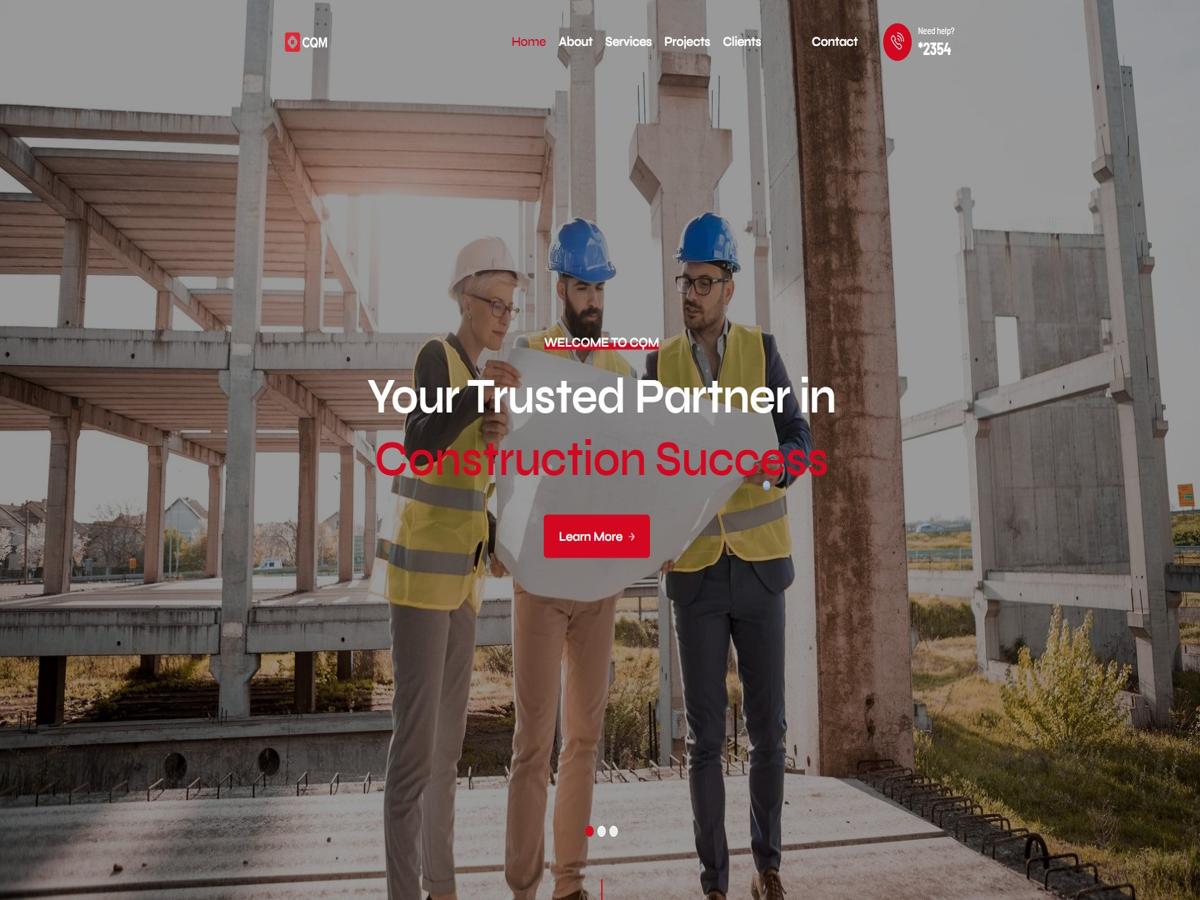 CQM
Home About Services Projects Clients Contact
Need help?
*2354
WELCOME TO CQM
Your Trusted Partner in
Construction Success
Learn More →